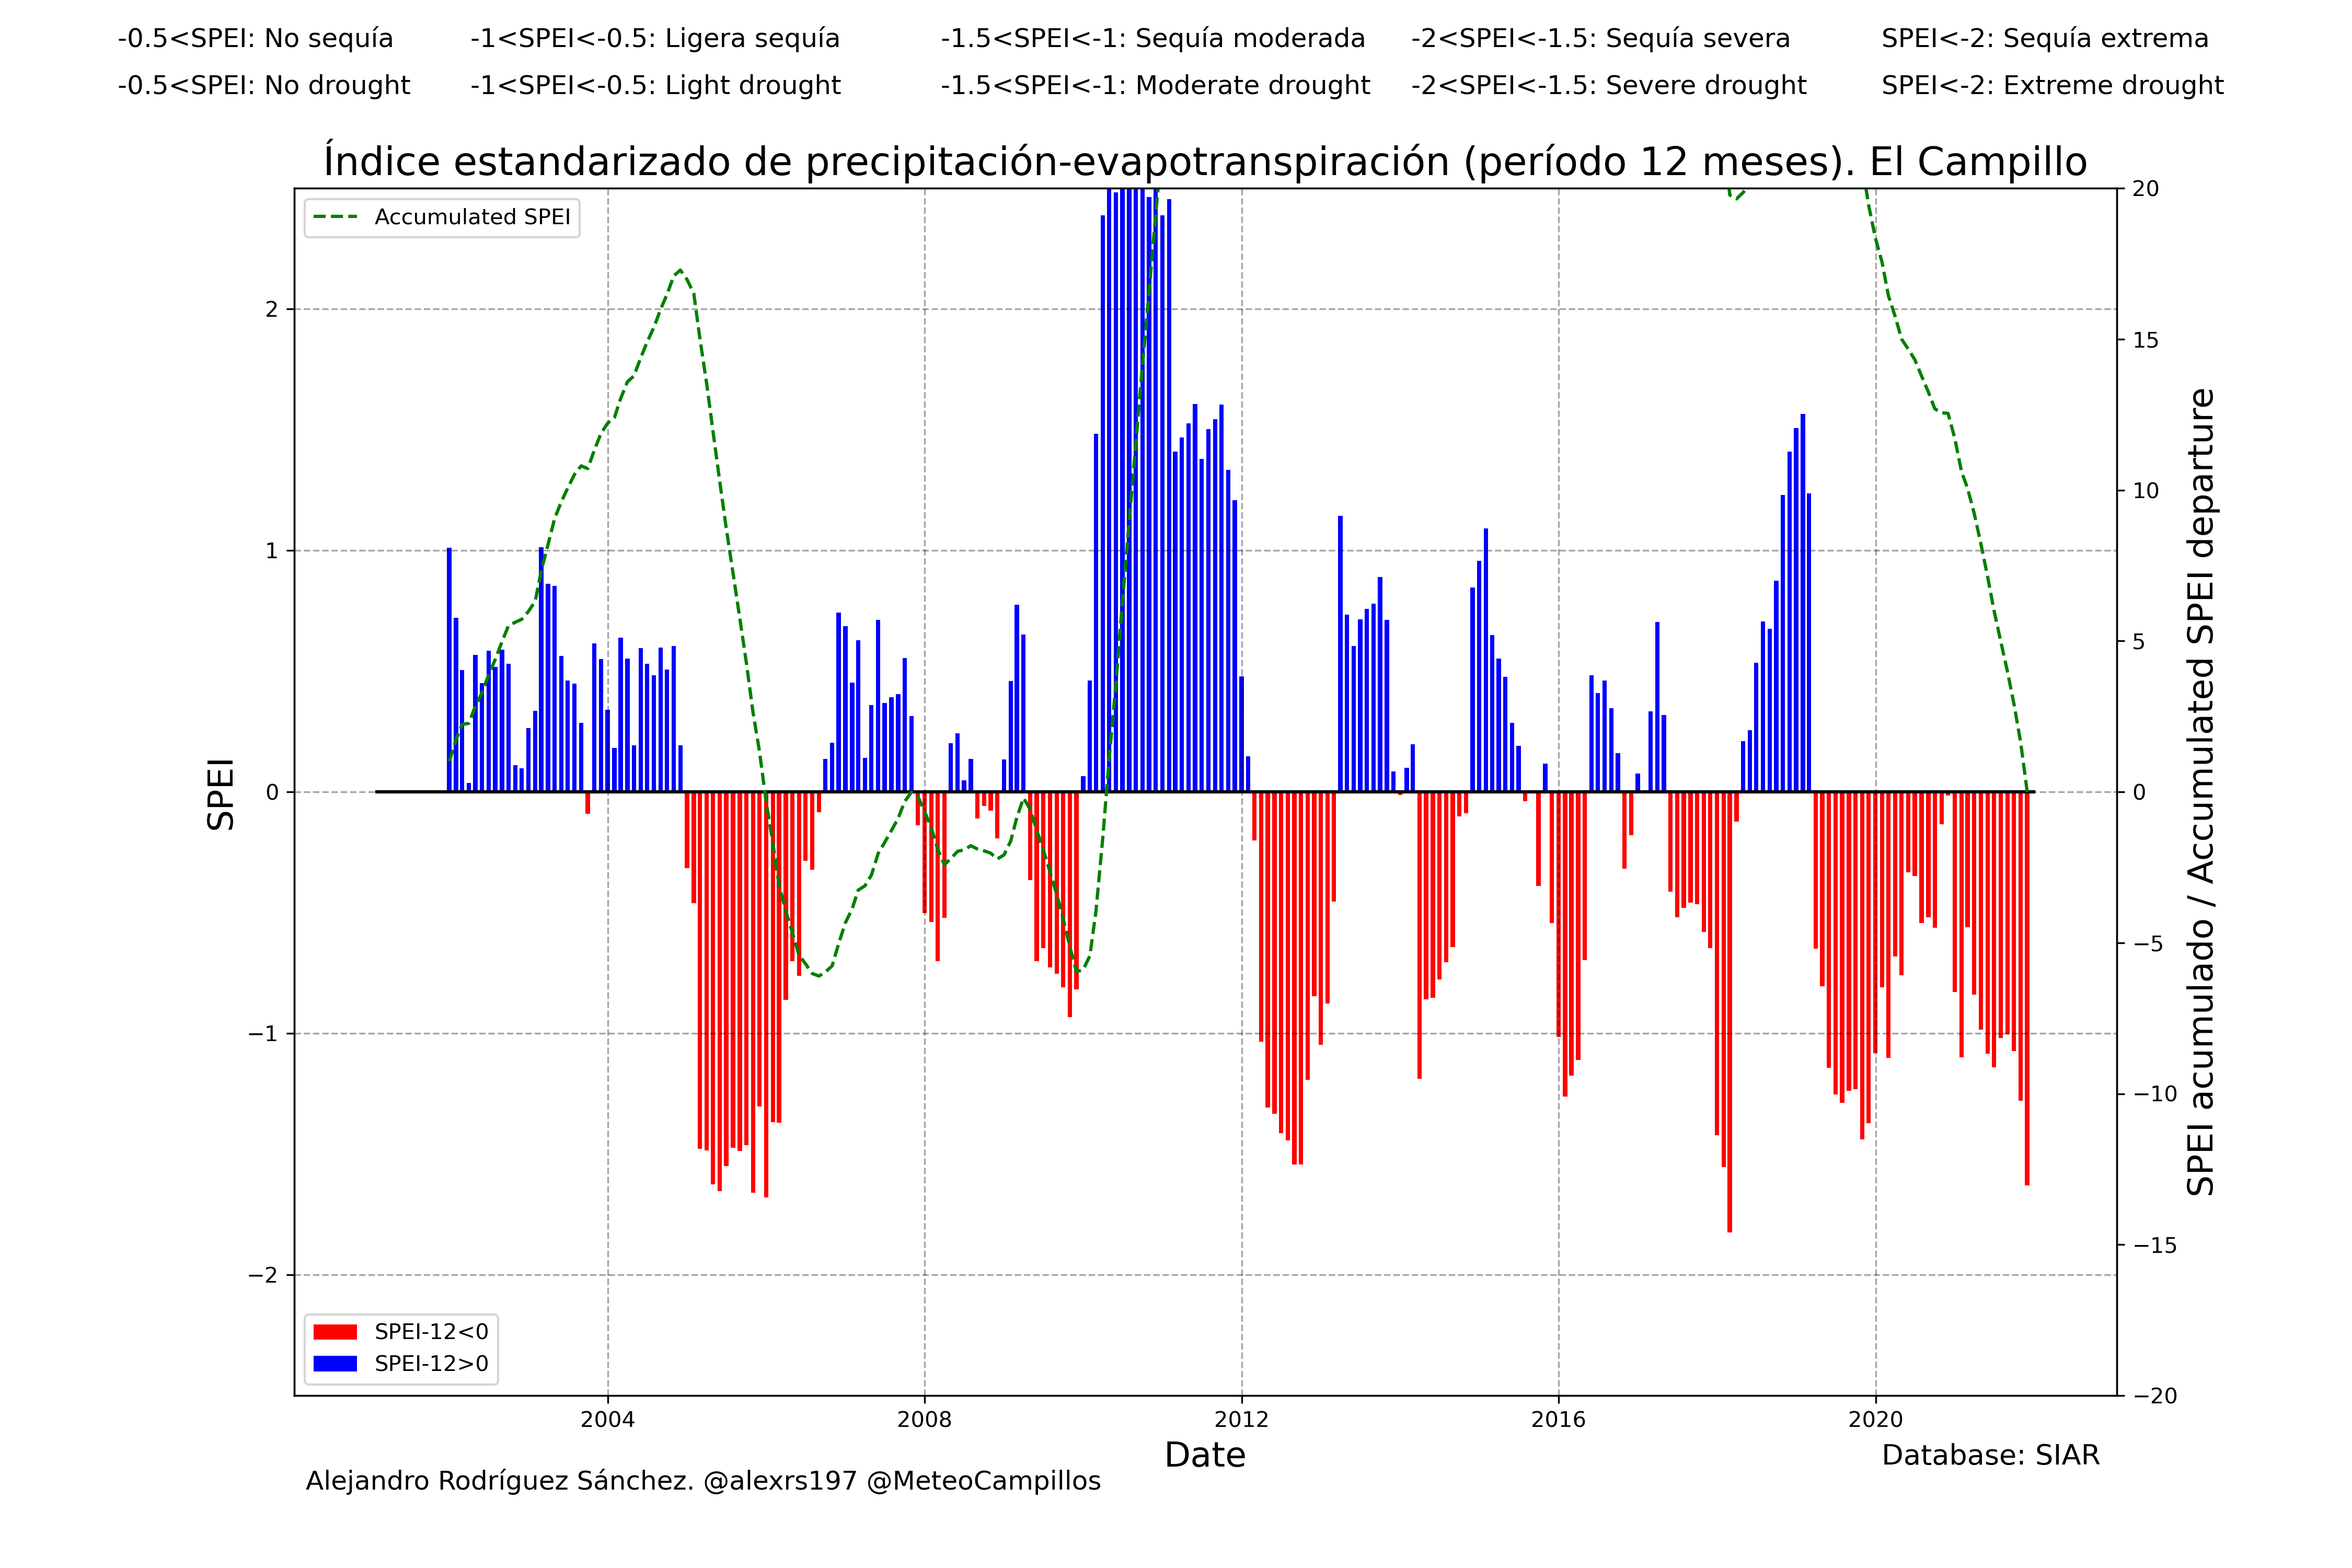 -0.5<SPEI: No sequía -1<SPEI<-0.5: Ligera sequía -1.5<SPEI<-1: Sequía moderada -2<SPEI<-1.5: Sequía severa SPEI<-2: Sequía extrema
-0.5<SPEI: No drought -1<SPEI<-0.5: Light drought -1.5<SPEI<-1: Moderate drought -2<SPEI<-1.5: Severe drought SPEI<-2: Extreme drought
Índice estandarizado de precipitación-evapotranspiración (período 12 meses). El Campillo
Accumulated SPEI
SPEI
2
1
0
−1
−2
20
15
10
5
0
−5
−10
−15
−20
SPEI acumulado / Accumulated SPEI departure
SPEI-12<0
SPEI-12>0
2004 2008 2012 2016 2020
Date
Database: SIAR
Alejandro Rodríguez Sánchez. @alexrs197 @MeteoCampillos